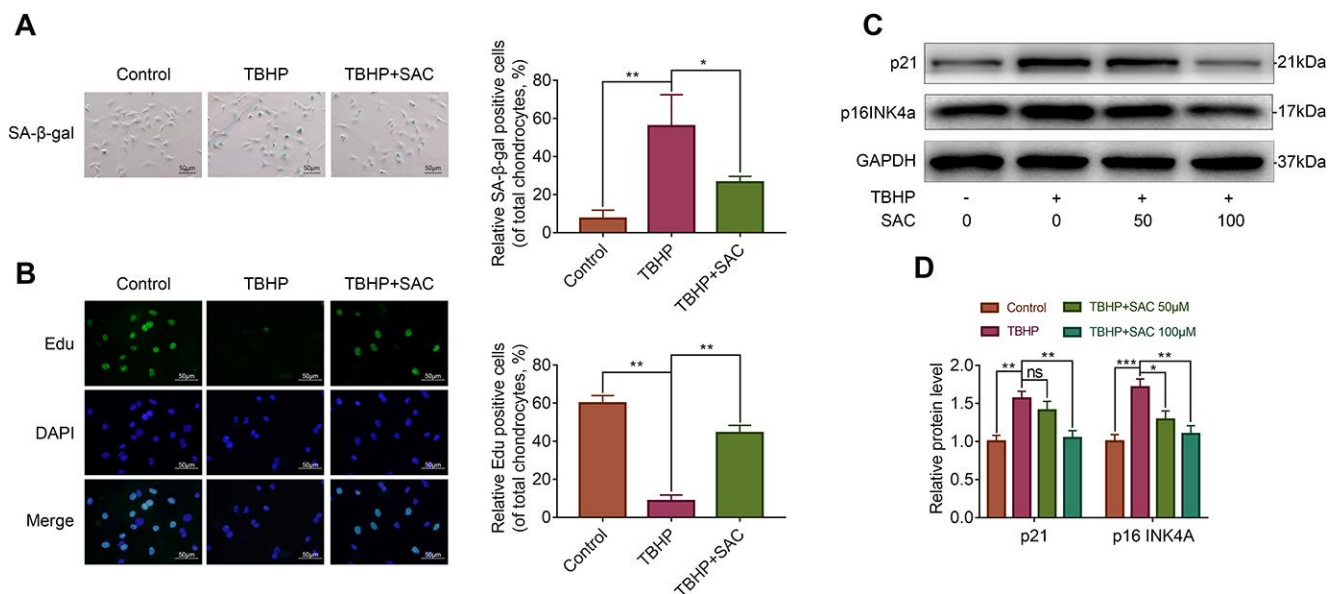 A
Control TBHP TBHP+SAC
SA-β-gal
50μm 50μm 50μm
Relative SA-β-gal positive cells
(of total chondrocytes, %)
80
60
40
20
0
** *
Control TBHP TBHP+SAC
B
Control TBHP TBHP+SAC
Edu
50μm 50μm 50μm
DAPI
50μm 50μm 50μm
Merge
50μm 50μm 50μm
Relative Edu positive cells
(of total chondrocytes, %)
80
60
40
20
0
** **
Control TBHP TBHP+SAC
C
p21 -21kDa
p16INK4a -17kDa
GAPDH -37kDa
TBHP - + + +
SAC 0 0 50 100
D
Control TBHP+SAC 50μM
TBHP TBHP+SAC 100μM
Relative protein level
2.0
1.5
1.0
0.5
0.0
** ns ** *** * **
p21 p16 INK4A